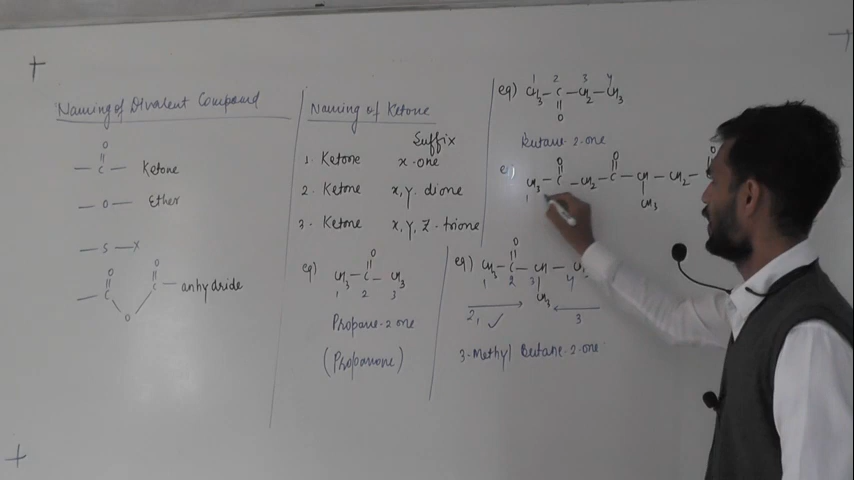 Naming of Divalent Compound
O
— C — Ketone
— O — Ether
— S — X
O O
— C C — anhydride
O
Naming of Ketone
Suffix
1. Ketone x-one
2. Ketone x,y. dione
3. Ketone x,y,z-trione
eg) O
CH3 — C — CH3
1 2 3
Propane-2 one
(Propanone)
1 2 3 4
eg) CH3 — C — CH2 — CH3
O
Butane-2-one
O O O
CH3 — C — CH2 — C — CH — CH2 —
1 CH3
O
eg) CH3 — C — CH — CH3
1 2 3 4
CH3
2, ✓ 3
3-Methyl Butane-2-one